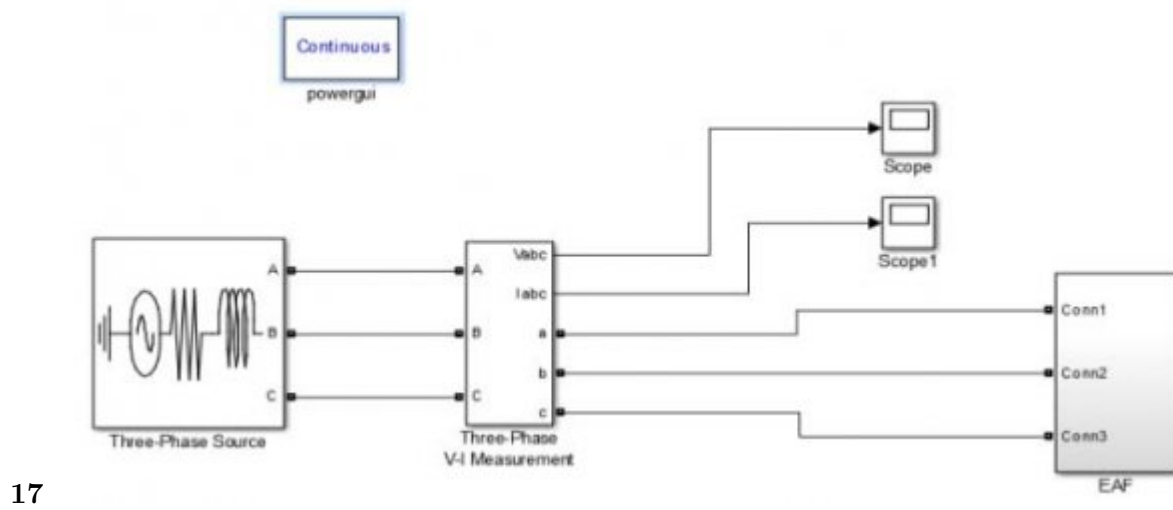 Continuous
powergui
Scope
Scope1
A
B
C
Three-Phase Source
A
B
C
Vabc
Iabc
a
b
c
Three-Phase
V-I Measurement
Conn1
Conn2
Conn3
EAF
17